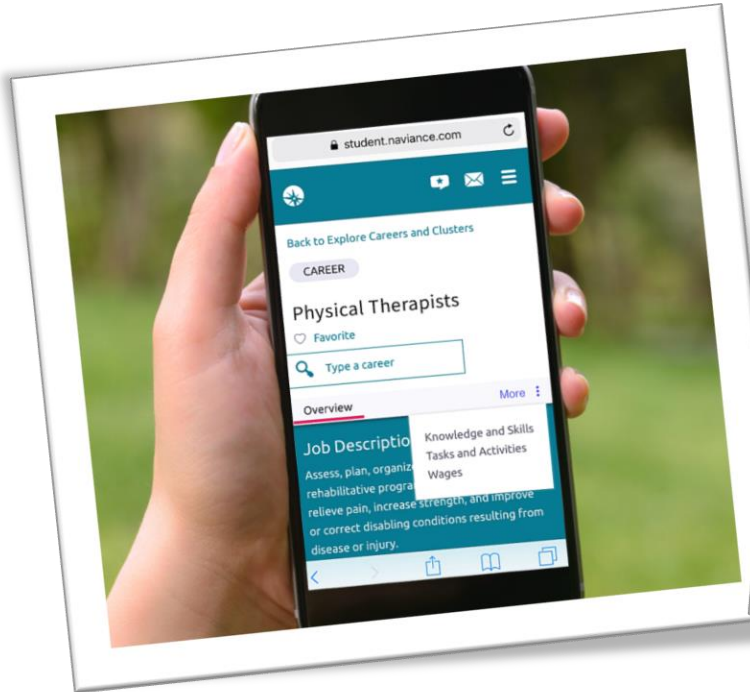 student.naviance.com
Back to Explore Careers and Clusters
CAREER
Physical Therapists
Favorite
Type a career
Overview
More
Knowledge and Skills
Tasks and Activities
Wages
Job Descriptio
Assess, plan, organiz
rehabilitative progra
relieve pain, increase strength, and improve
or correct disabling conditions resulting from
disease or injury.